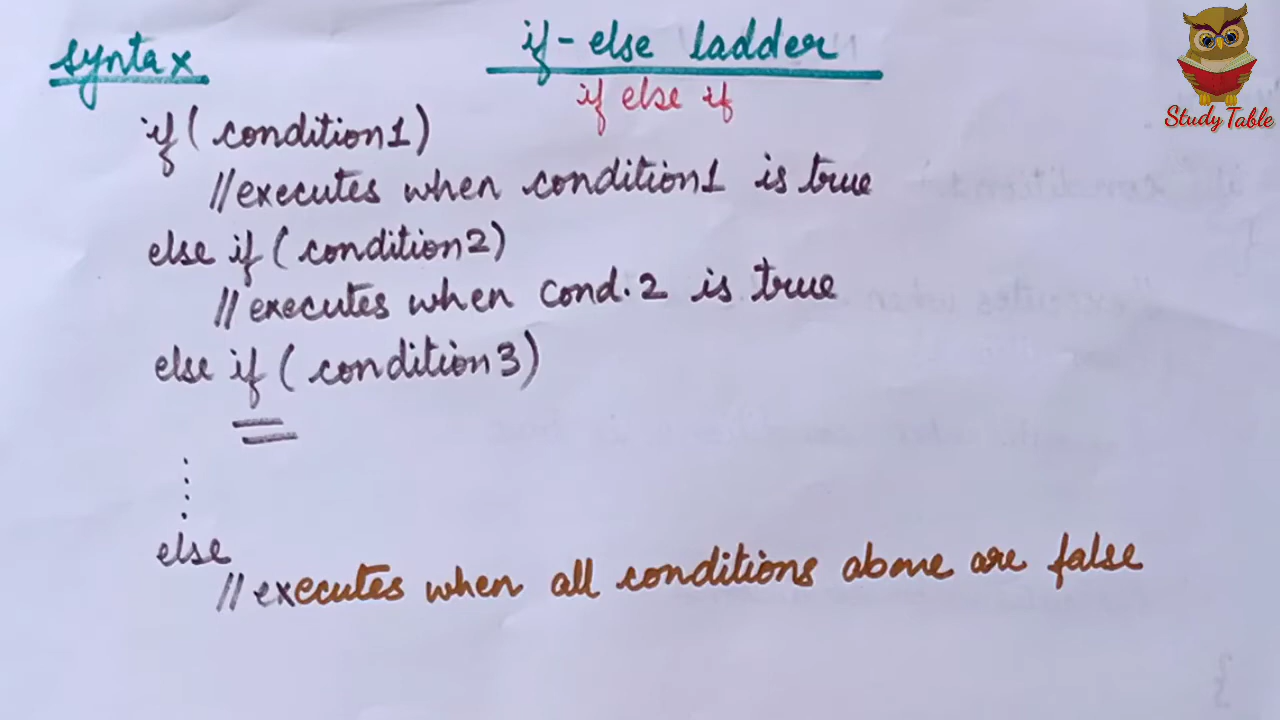 syntax
if-else ladder
if else if
Study Table
if( condition1)
//executes when condition1 is true
else if( condition2)
// executes when cond. 2 is true
else if( condition3)
else
//executes when all conditions above are false